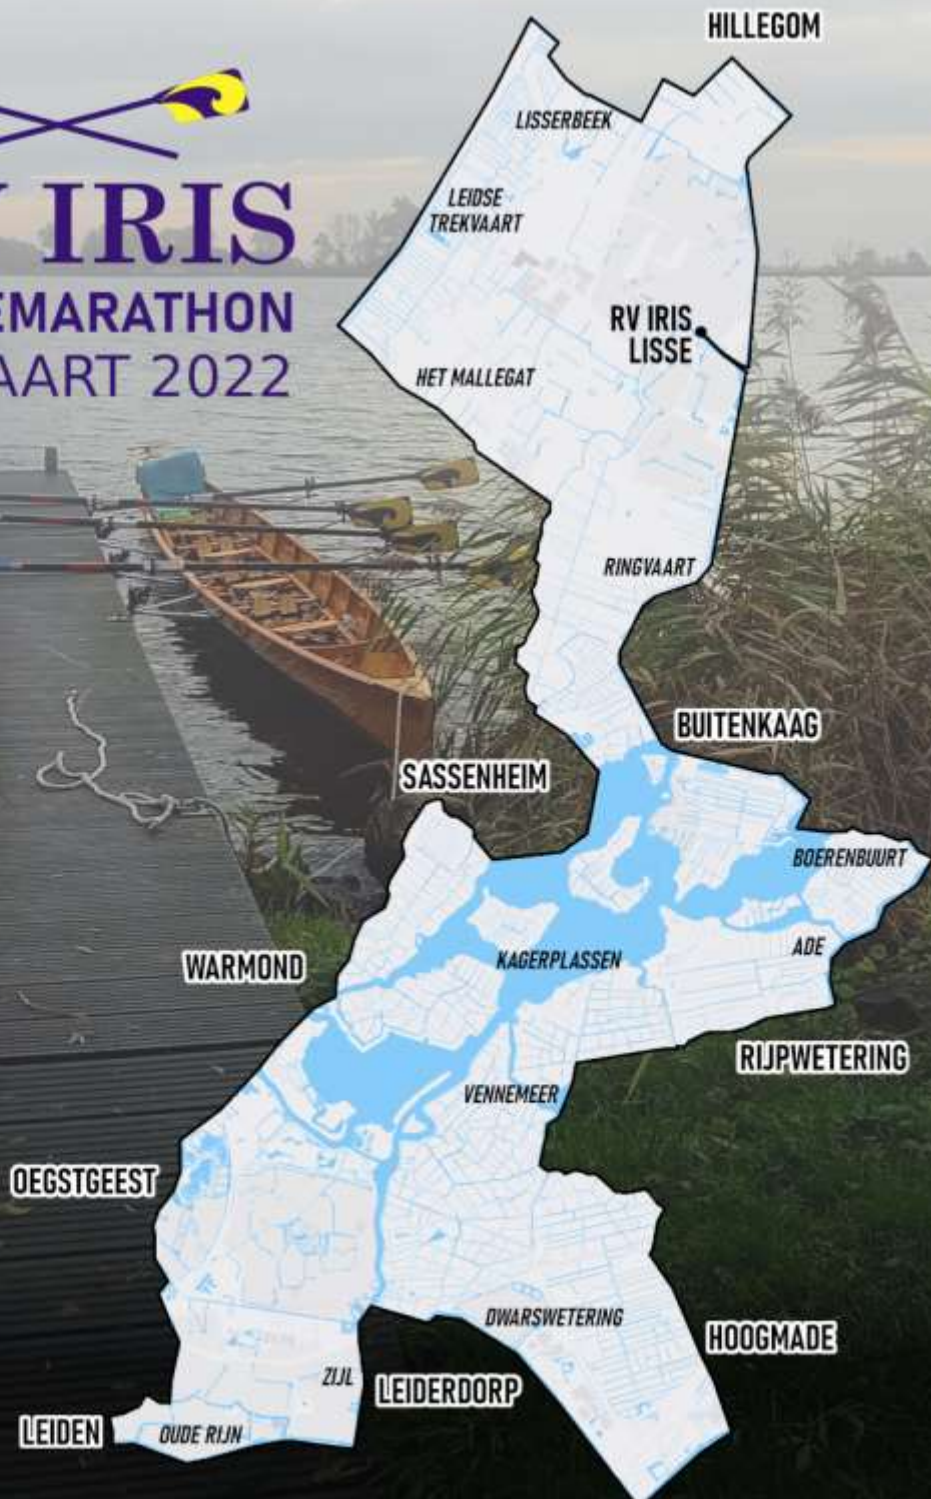 IRIS
EMARATHON
AART 2022
HILLEGOM
LISSERBEEK
LEIDSE
TREKVAART
RV IRIS
LISSE
HET MALLEGAT
RINGVAART
BUITENKAAG
SASSENHEIM
BOERENBUURT
ADE
KAGERPLASSEN
WARMOND
RIJPWETERING
VENNEMEER
OEGSTGEEST
DWARSWETERING
HOOGMADE
ZIJL
LEIDERDORP
LEIDEN
OUDE RIJN